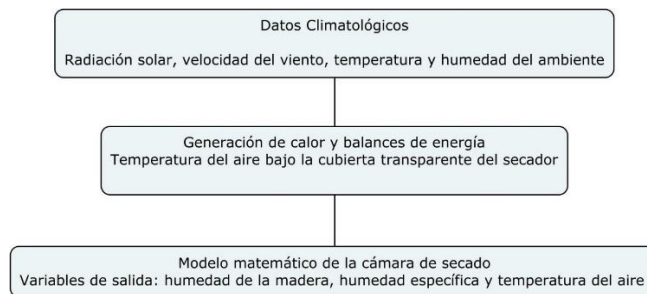 Datos Climatológicos
Radiación solar, velocidad del viento, temperatura y humedad del ambiente
Generación de calor y balances de energía
Temperatura del aire bajo la cubierta transparente del secador
Modelo matemático de la cámara de secado
Variables de salida: humedad de la madera, humedad específica y temperatura del aire